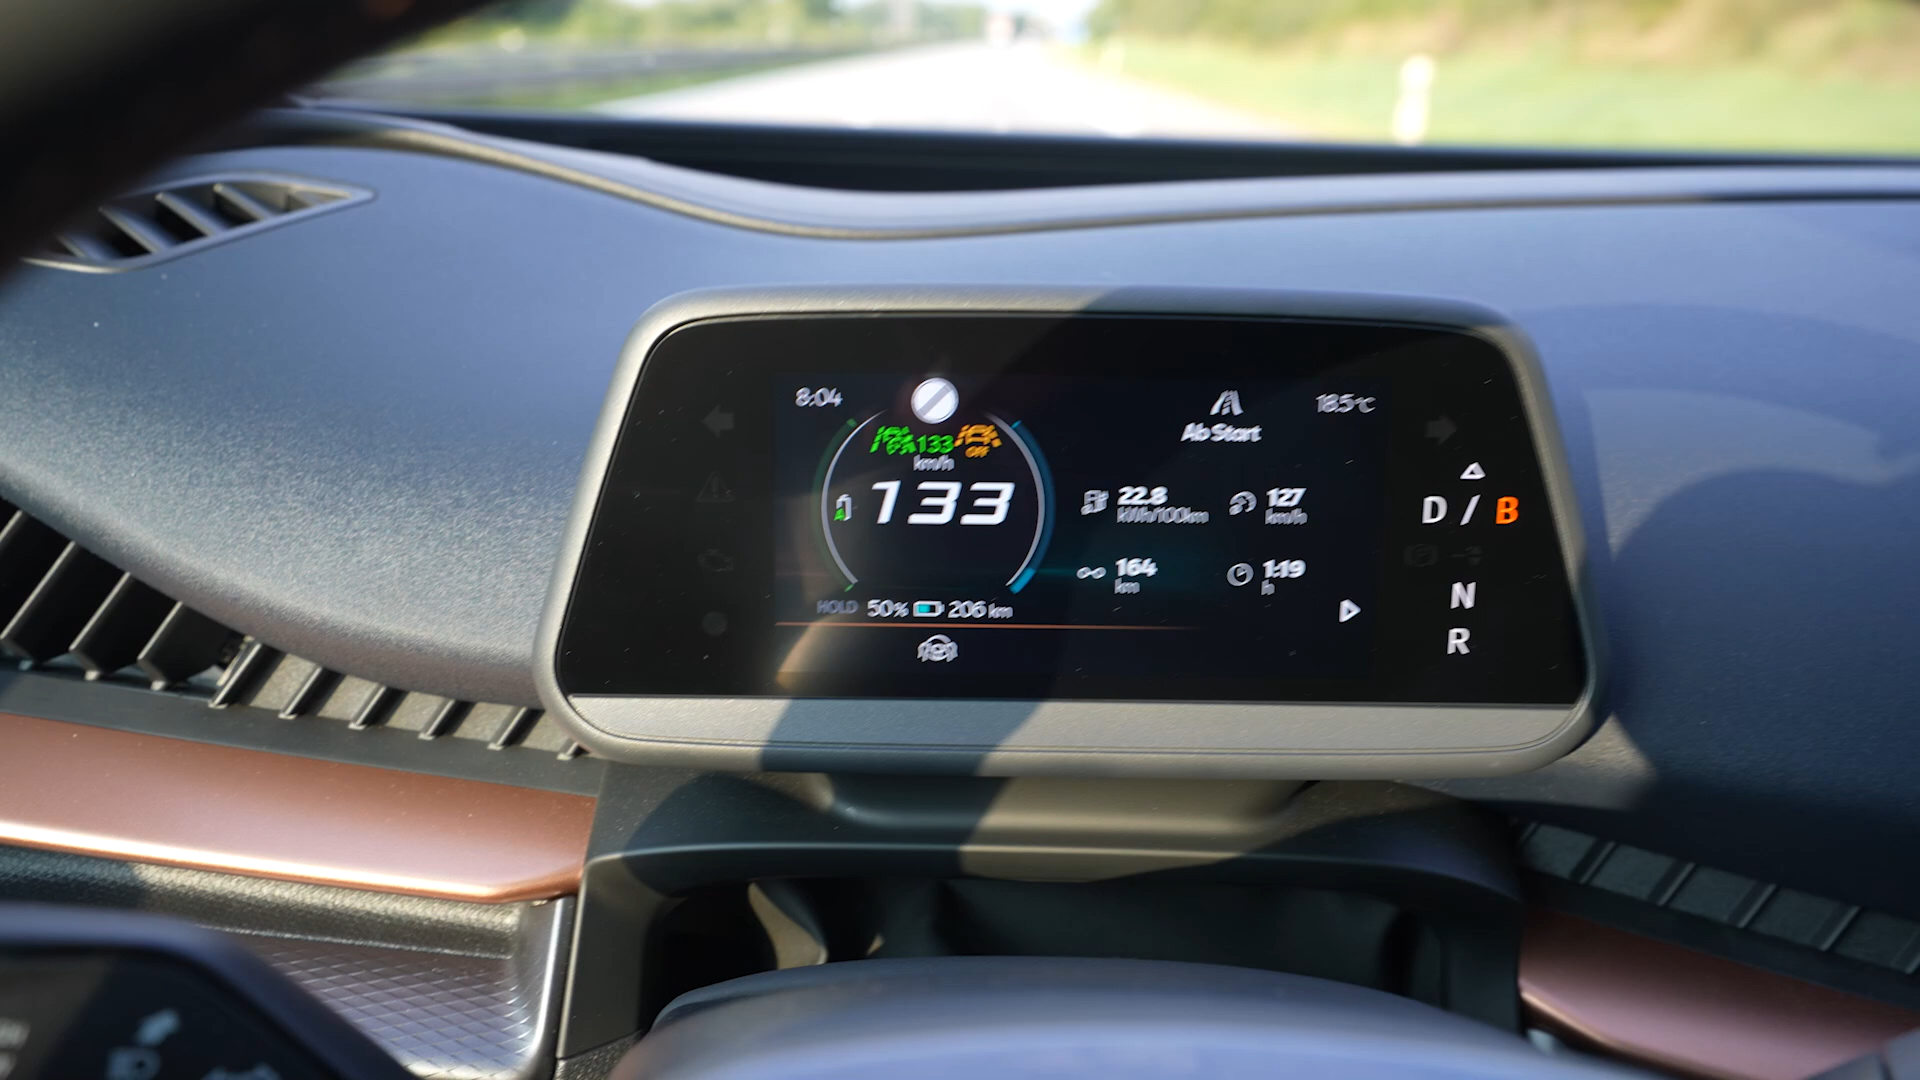 8:04
Ab Start
18.5°C
133
OFF
km/h
133
22.8
kWh/100km
127
km/h
D / B
A
164
km
1:19
h
HOLD 50% 206 km
N
R